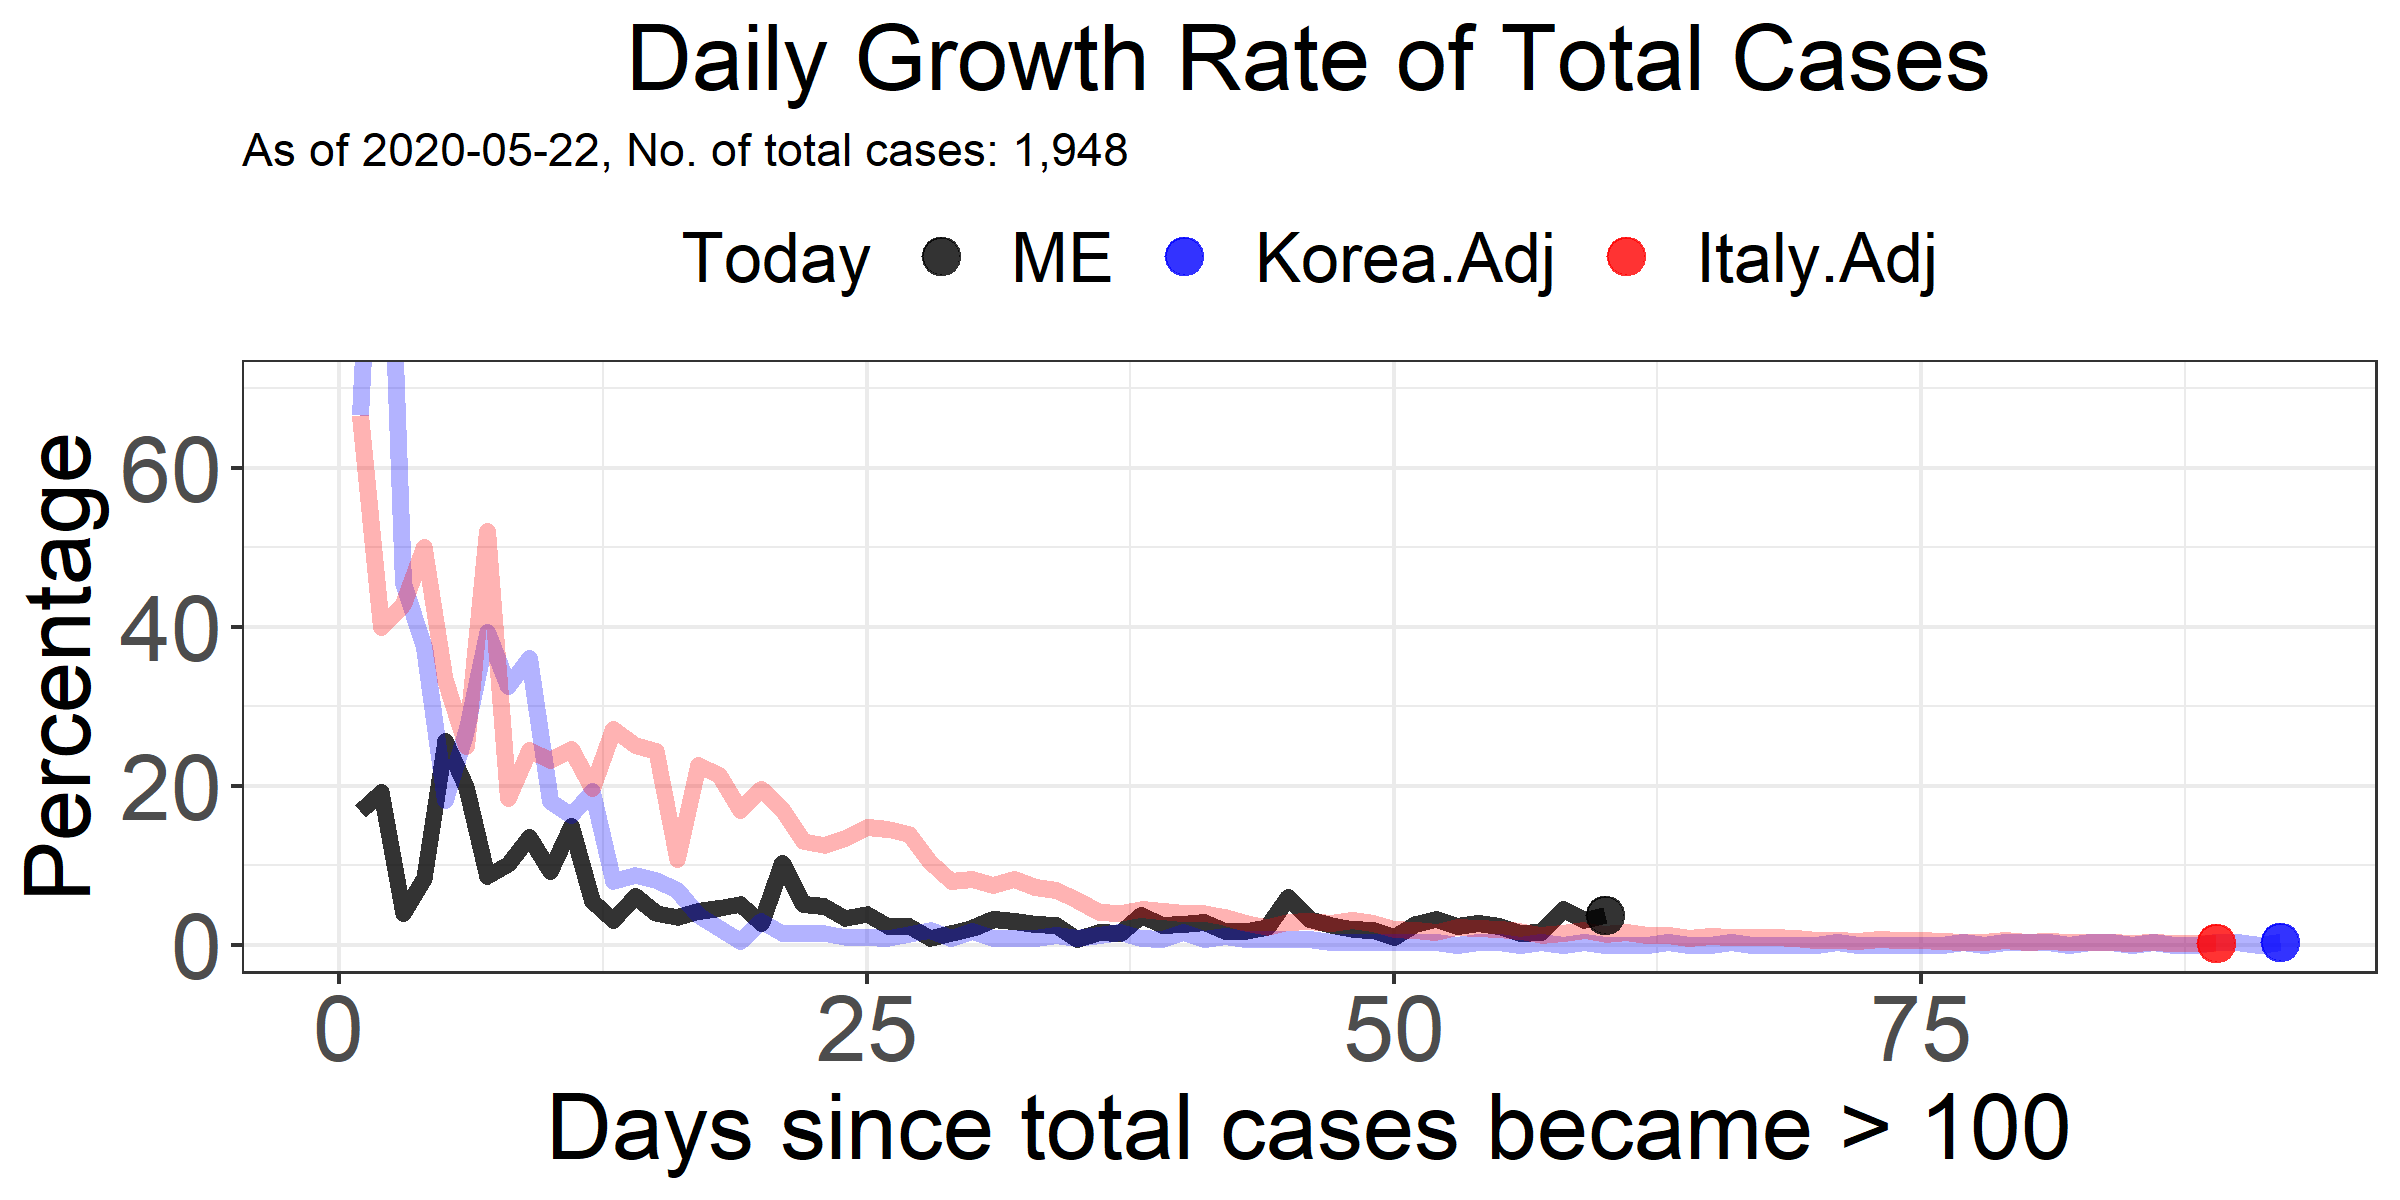 Daily Growth Rate of Total Cases
As of 2020-05-22, No. of total cases: 1,948
Today ME Korea.Adj Italy.Adj
Percentage
60
40
20
0
0 25 50 75
Days since total cases became > 100